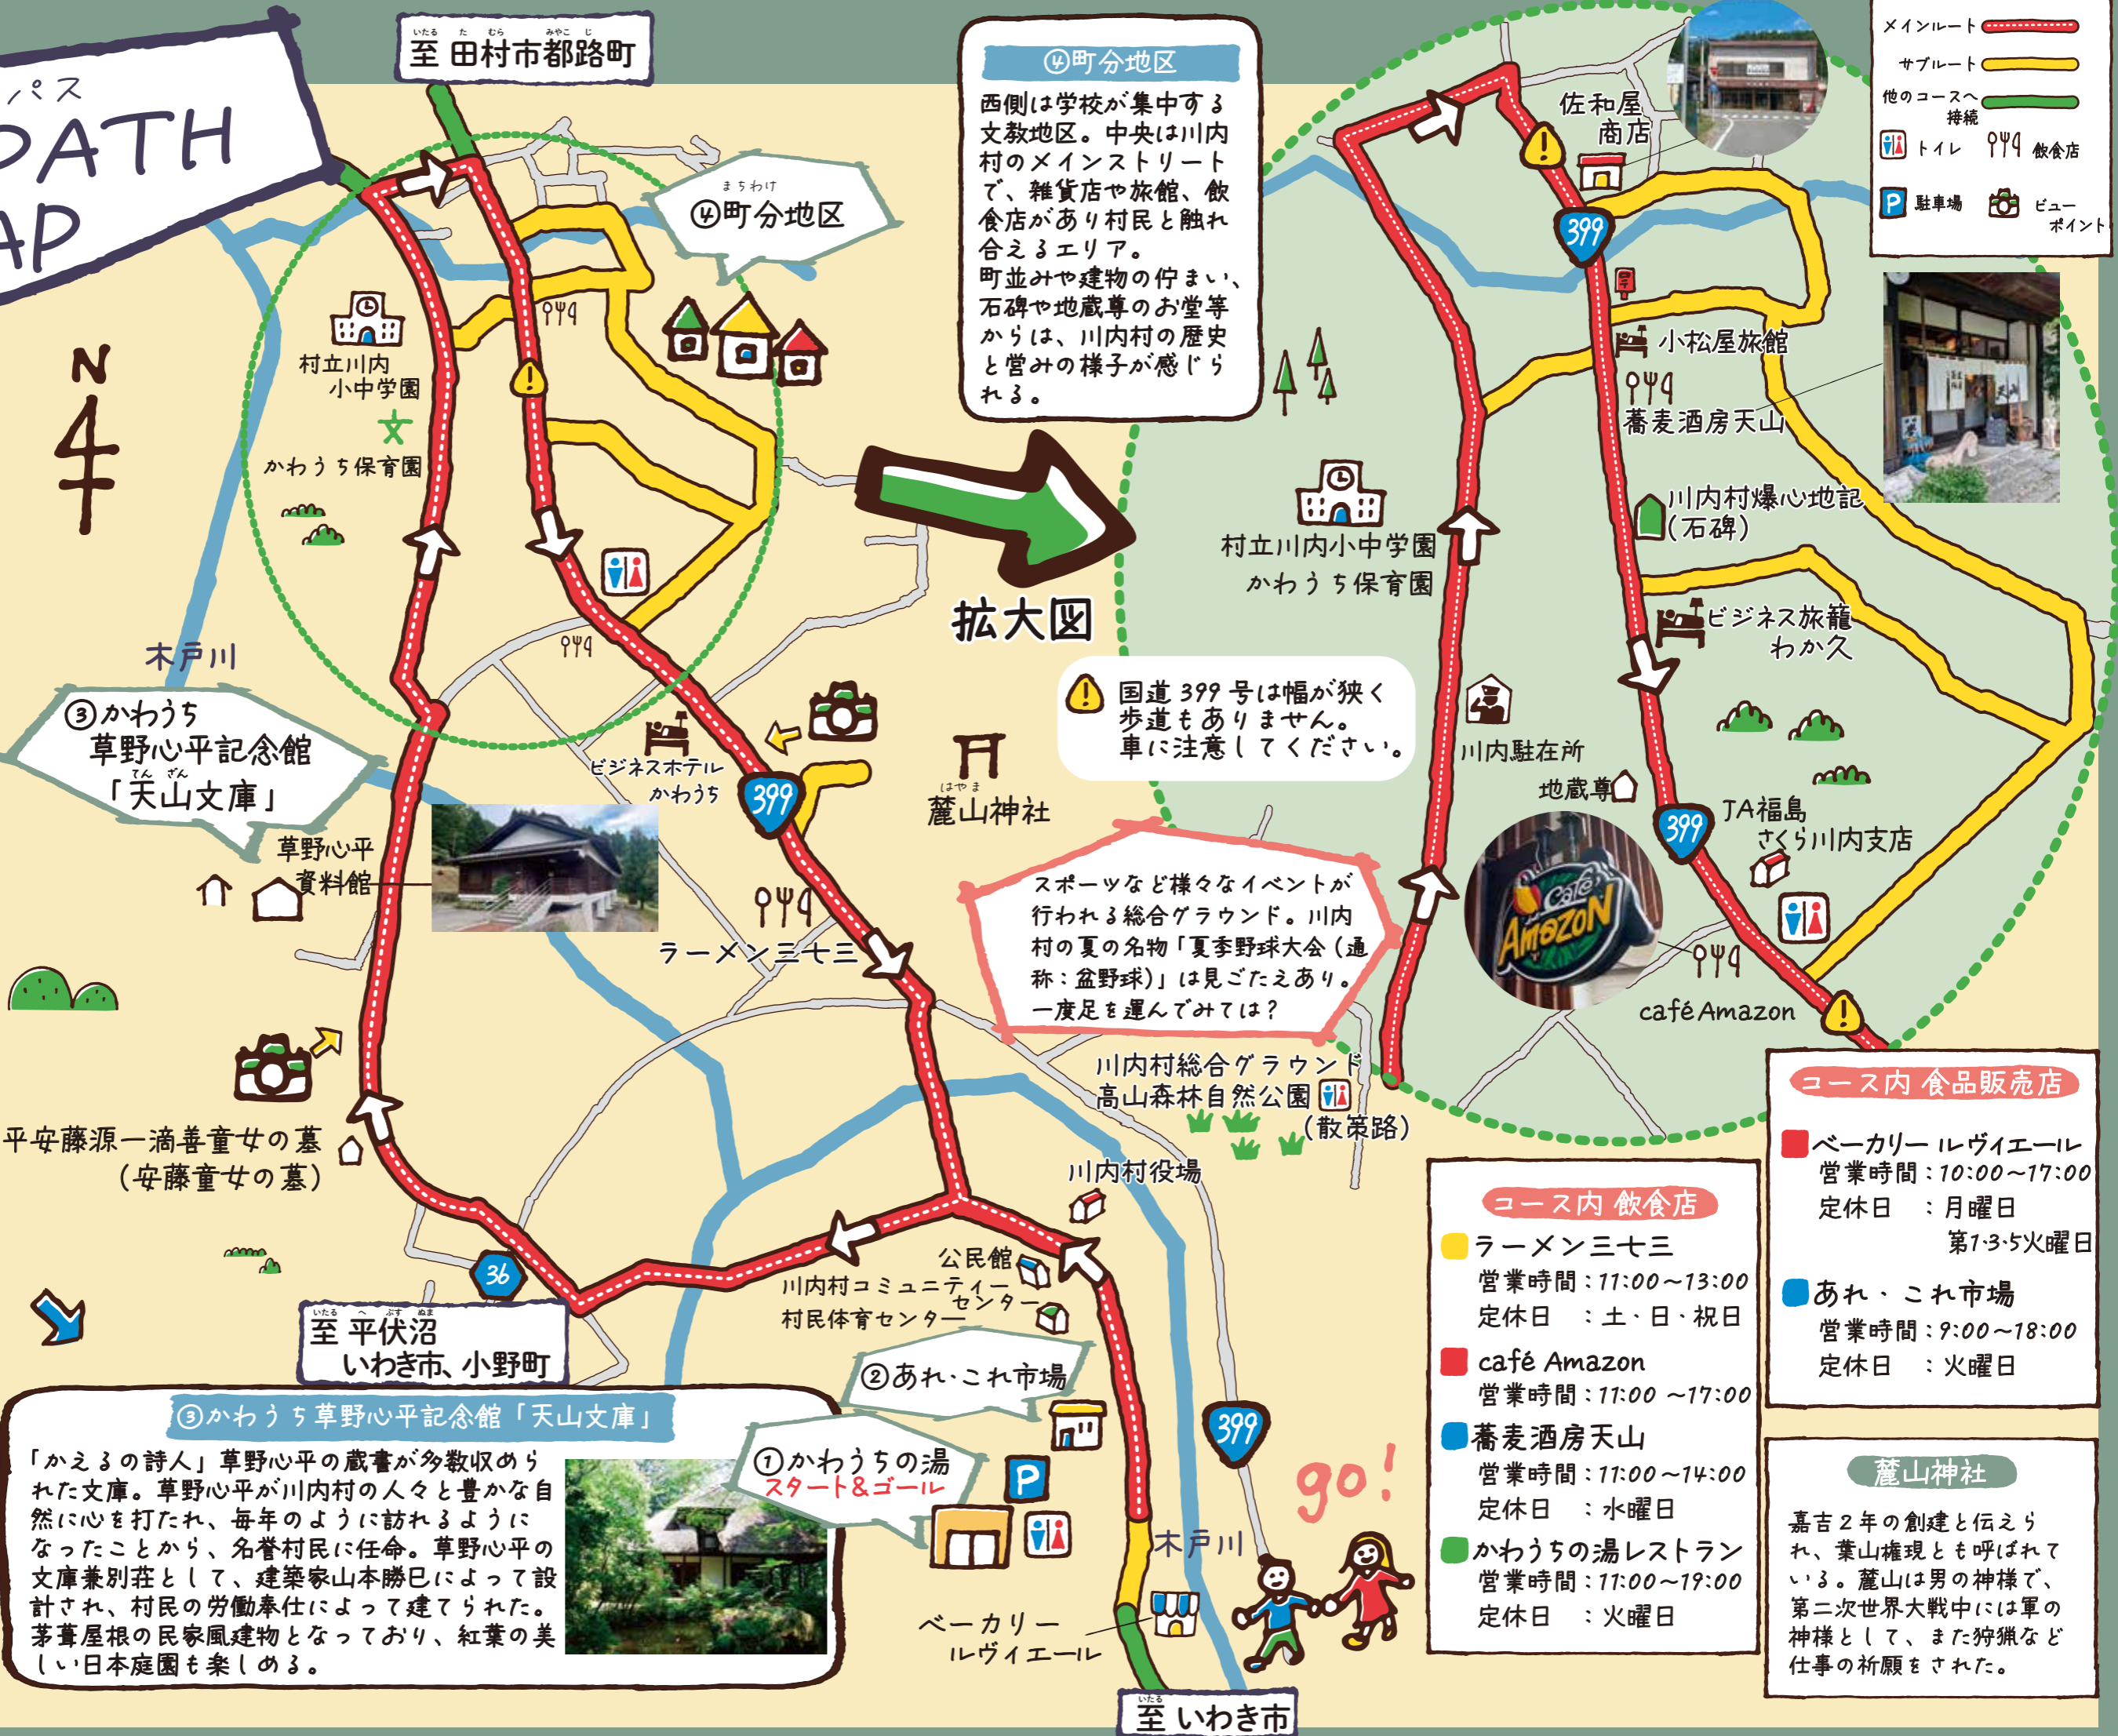 パス
PATH
AP
至 田村市都路町
いたる た むら みやこ じ
④町分地区
まちわけ
N
村立川内
小中学園
文
かわうち保育園
木戸川
③かわうち
草野心平記念館
「天山文庫」
てん ざん
草野心平
資料館
ビジネスホテル
かわうち
399
麓山神社
はやま
ラーメン三七三
平安藤源一滴善童女の墓
(安藤童女の墓)
36
至 平伏沼
いたる へ ぶす ぬま
いわき市、小野町
川内村役場
公民館
川内村コミュニティー
センター
村民体育センター
②あれ・これ市場
①かわうちの湯
スタート&ゴール
P
399
木戸川
go!
ベーカリー
ルヴィエール
至 いわき市
いたる
③かわうち草野心平記念館「天山文庫」
「かえるの詩人」草野心平の蔵書が多数収めら
れた文庫。草野心平が川内村の人々と豊かな自
然に心を打たれ、毎年のように訪れるように
なったことから、名誉村民に任命。草野心平の
文庫兼別荘として、建築家山本勝巳によって設
計され、村民の労働奉仕によって建てられた。
茅葺屋根の民家風建物となっており、紅葉の美
しい日本庭園も楽しめる。
④町分地区
西側は学校が集中する
文教地区。中央は川内
村のメインストリート
で、雑貨店や旅館、飲
食店があり村民と触れ
合えるエリア。
町並みや建物の佇まい、
石碑や地蔵尊のお堂等
からは、川内村の歴史
と営みの様子が感じら
れる。
拡大図
国道399号は幅が狭く
歩道もありません。
車に注意してください。
スポーツなど様々なイベントが
行われる総合グラウンド。川内
村の夏の名物「夏季野球大会(通
称：盆野球)」は見ごたえあり。
一度足を運んでみては?
川内村総合グラウンド
高山森林自然公園
(散策路)
佐和屋
商店
399
小松屋旅館
蕎麦酒房天山
川内村爆心地記
(石碑)
村立川内小中学園
かわうち保育園
ビジネス旅籠
わか久
川内駐在所
地蔵尊
399
JA福島
さくら川内支店
Café
Amazon
café Amazon
メインルート
サブルート
他のコースへ
接続
トイレ
飲食店
P 駐車場
ビュー
ポイント
コース内 飲食店
ラーメン三七三
営業時間：11:00～13:00
定休日 ：土・日・祝日
café Amazon
営業時間：11:00 ～17:00
蕎麦酒房天山
営業時間：11:00～14:00
定休日 ：水曜日
かわうちの湯レストラン
営業時間：11:00～19:00
定休日 ：火曜日
コース内 食品販売店
ベーカリー ルヴィエール
営業時間：10:00～17:00
定休日 ：月曜日
第1･3･5火曜日
あれ・これ市場
営業時間：9:00～18:00
定休日 ：火曜日
麓山神社
嘉吉２年の創建と伝えら
れ、葉山権現とも呼ばれて
いる。麓山は男の神様で、
第二次世界大戦中には軍の
神様として、また狩猟など
仕事の祈願をされた。